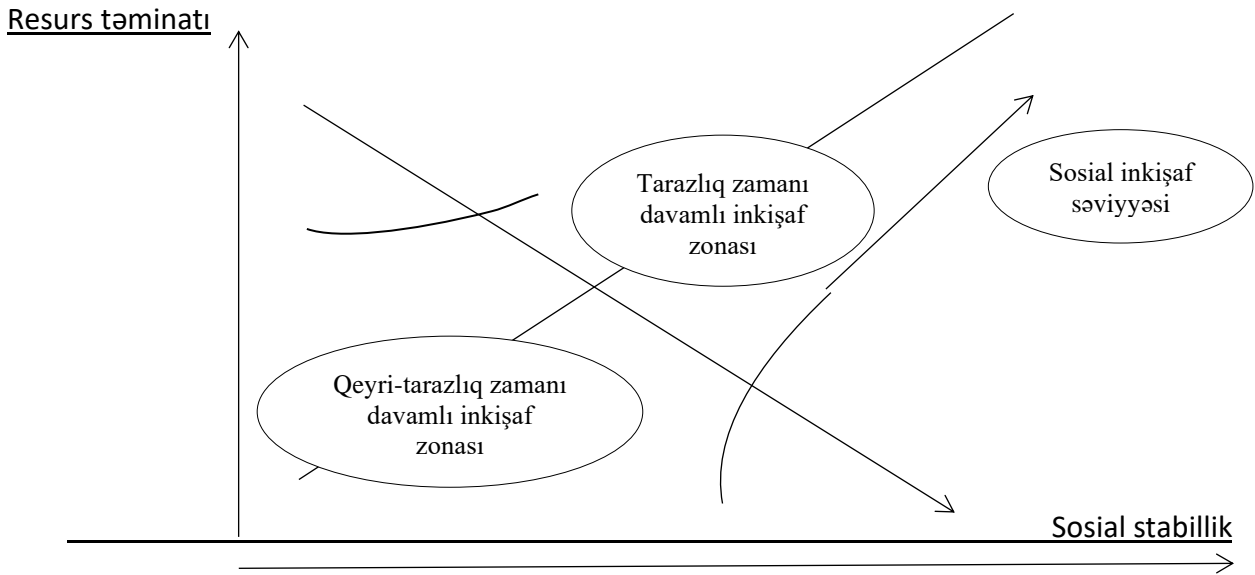 Resurs təminatı
Tarazlıq zamanı
davamlı inkişaf
zonası
Sosial inkişaf
səviyyəsi
Qeyri-tarazlıq zamanı
davamlı inkişaf
zonası
Sosial stabillik